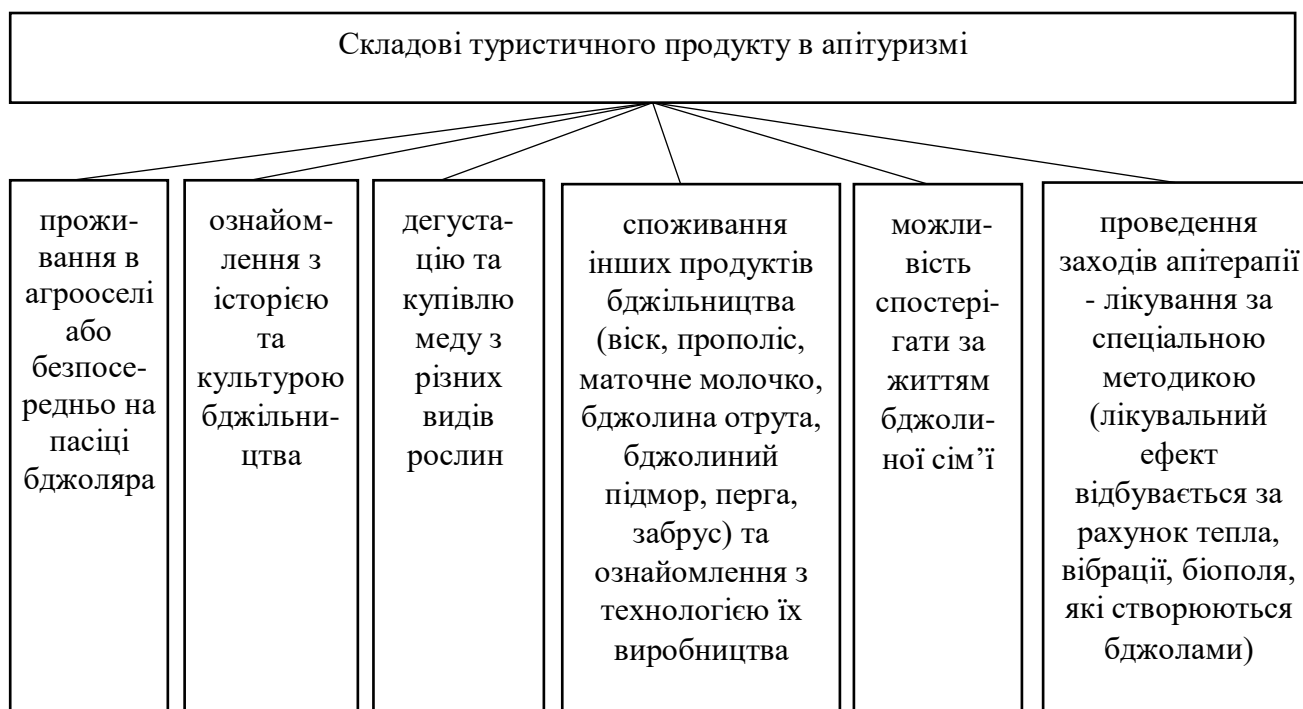 Складові туристичного продукту в апітуризмі
прожи-
вання в
агрооселі
або
безпосе-
редньо на
пасіці
бджоляра
ознайом-
лення з
історією
та
культурою
бджільни-
цтва
дегуста-
цію та
купівлю
меду з
різних
видів
рослин
споживання
інших продуктів
бджільництва
(віск, прополіс,
маточне молочко,
бджолина отрута,
бджолиний
підмор, перга,
забрус) та
ознайомлення з
технологією їх
виробництва
можли-
вість
спостері-
гати за
життям
бджоли-
ної сім’ї
проведення
заходів апітерапії
- лікування за
спеціальною
методикою
(лікувальний
ефект
відбувається за
рахунок тепла,
вібрації, біополя,
які створюються
бджолами)